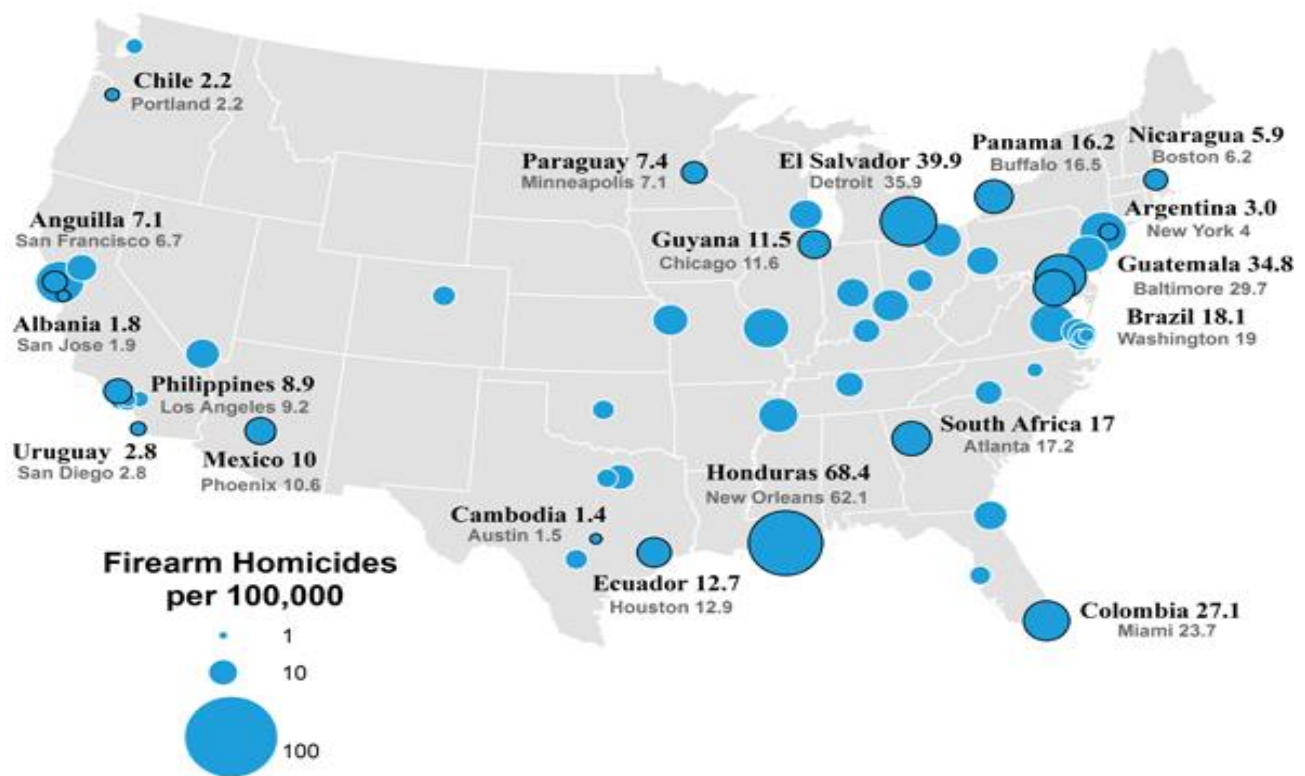 Chile 2.2
Portland 2.2
Paraguay 7.4
Minneapolis 7.1
El Salvador 39.9
Detroit 35.9
Panama 16.2
Buffalo 16.5
Nicaragua 5.9
Boston 6.2
Anguilla 7.1
San Francisco 6.7
Guyana 11.5
Chicago 11.6
Argentina 3.0
New York 4
Guatemala 34.8
Baltimore 29.7
Albania 1.8
San Jose 1.9
Brazil 18.1
Washington 19
Philippines 8.9
Los Angeles 9.2
Uruguay 2.8
San Diego 2.8
Mexico 10
Phoenix 10.6
South Africa 17
Atlanta 17.2
Honduras 68.4
New Orleans 62.1
Cambodia 1.4
Austin 1.5
Ecuador 12.7
Houston 12.9
Colombia 27.1
Miami 23.7
Firearm Homicides
per 100,000
1
10
100